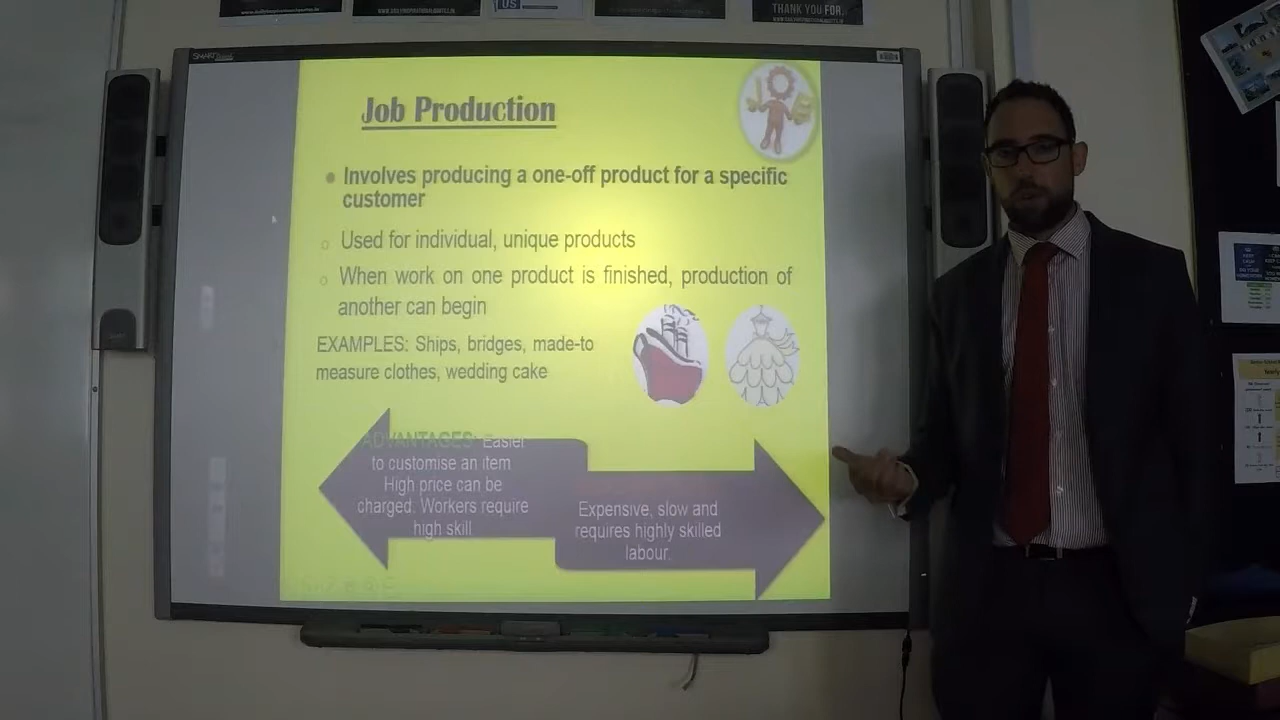 THANK YOU FOR.
Job Production
Involves producing a one-off product for a specific
customer
Used for individual, unique products
When work on one product is finished, production of
another can begin
EXAMPLES: Ships, bridges, made-to
measure clothes, wedding cake
ADVANTAGES: Easier
to customise an item
High price can be
charged. Workers require
high skill
Expensive, slow and
requires highly skilled
labour.